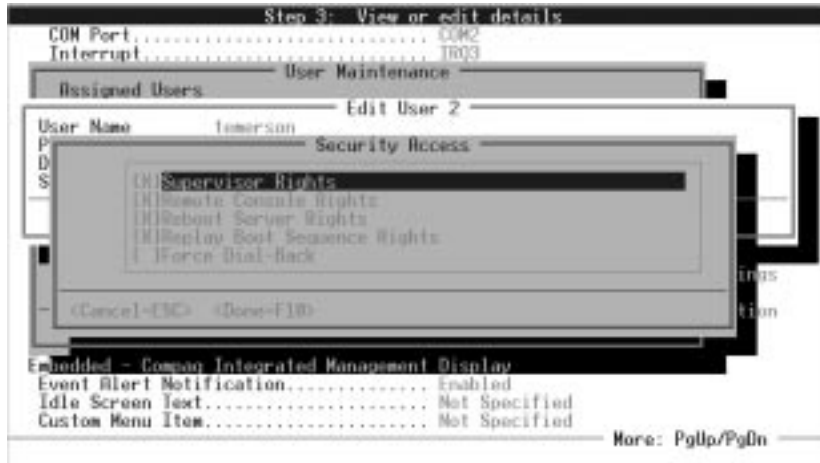 Step 3: View or edit details
COM Port............................ COM2
Interrupt........................... IRQ3
User Maintenance
Assigned Users
Edit User 2
User Name temerson
P
D
S
Security Access
[X]Supervisor Rights
[X]Remote Console Rights
[X]Reboot Server Rights
[X]Replay Boot Sequence Rights
[ ]Force Dial-Back
ings
<Cancel-ESC> <Done-F10>
tion
Embedded - Compaq Integrated Management Display
Event Alert Notification.............. Enabled
Idle Screen Text...................... Not Specified
Custom Menu Item...................... Not Specified
More: PgUp/PgDn